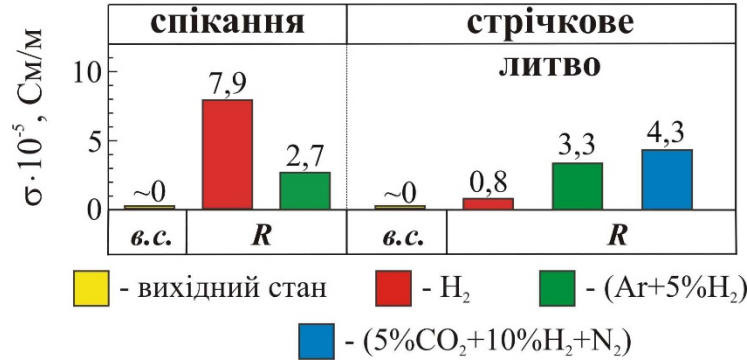 спікання
стрічкове
литво
σ·10⁻⁵, См/м
10
5
0
~0
7,9
2,7
~0
0,8
3,3
4,3
в.с.
R
в.с.
R
- вихідний стан
- H₂
- (Ar+5%H₂)
- (5%CO₂+10%H₂+N₂)